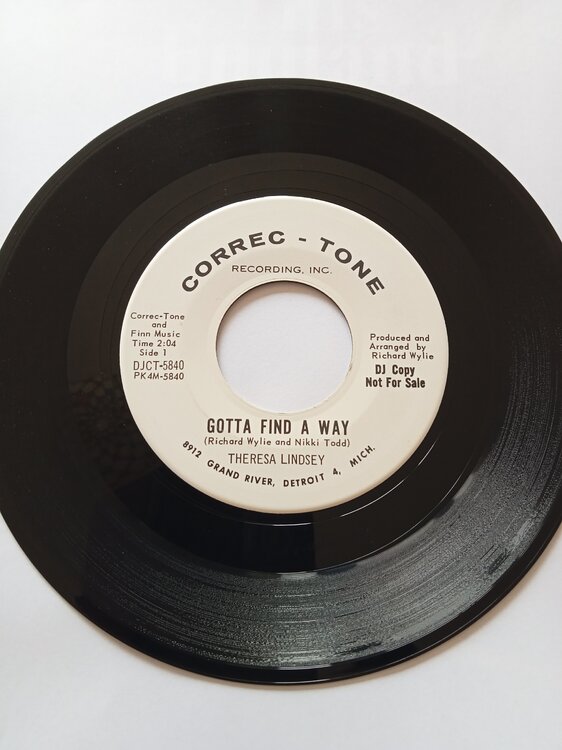 CORREC - TONE
RECORDING, INC.
Correc-Tone
and
Finn Music
Time 2:04
Side 1
DJCT-5840
PK4M-5840
Produced and
Arranged by
Richard Wylie
DJ Copy
Not For Sale
GOTTA FIND A WAY
(Richard Wylie and Nikki Todd)
THERESA LINDSEY
8912 GRAND RIVER, DETROIT 4, MICH.